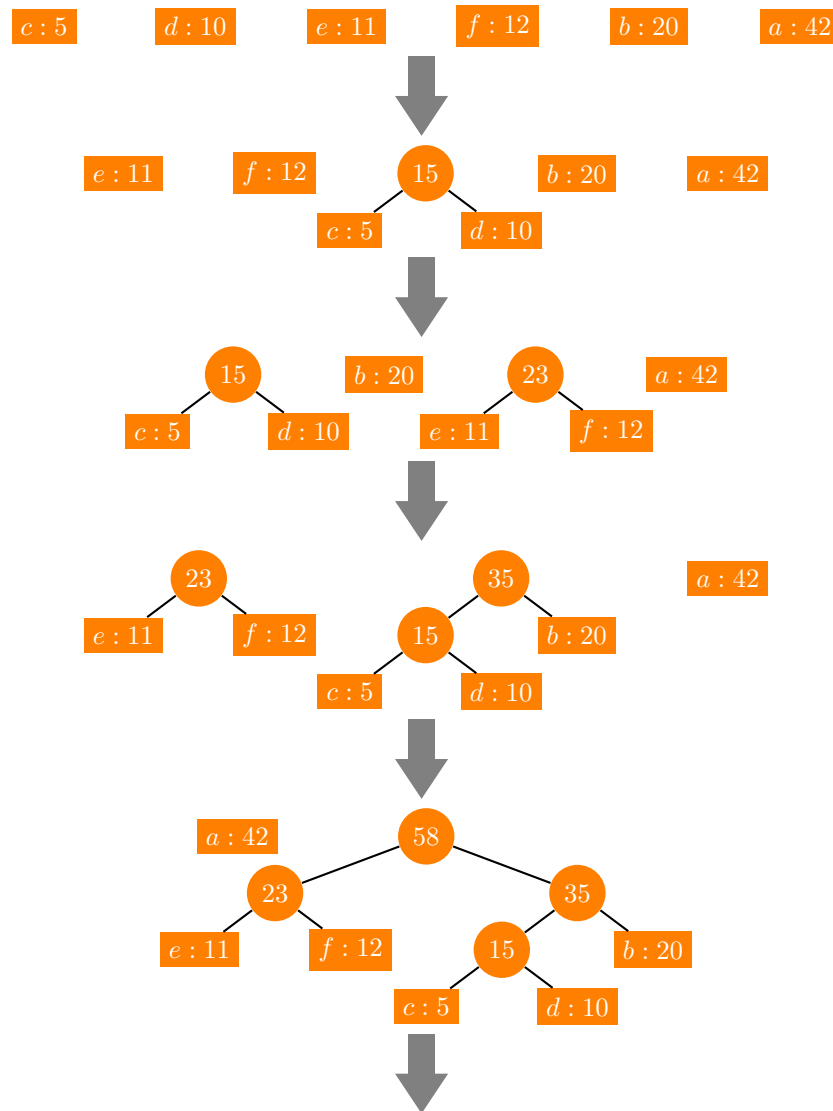 c : 5 d : 10 e : 11 f : 12 b : 20 a : 42
e : 11 f : 12 15 b : 20 a : 42
c : 5 d : 10
15 b : 20 23 a : 42
c : 5 d : 10 e : 11 f : 12
23 35 a : 42
e : 11 f : 12 15 b : 20
c : 5 d : 10
a : 42 58
23 35
e : 11 f : 12 15 b : 20
c : 5 d : 10